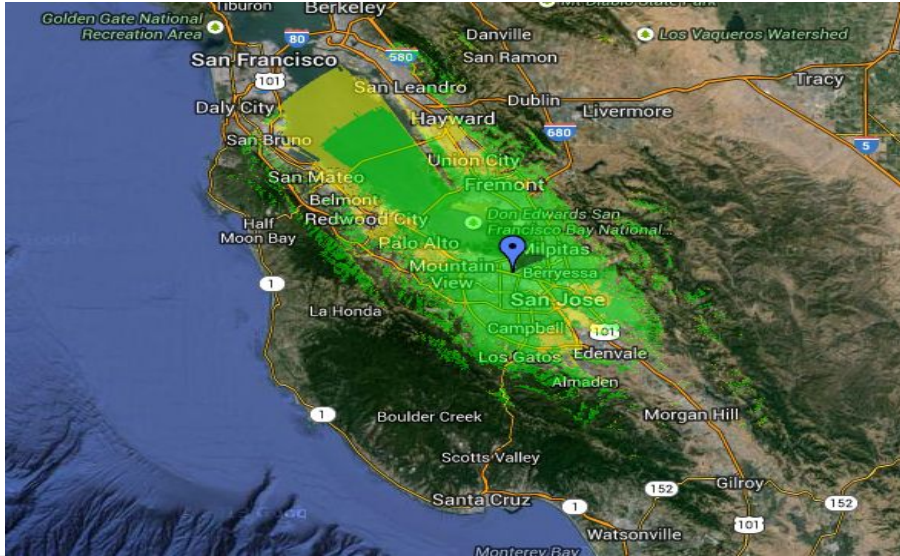 Tiburon
Berkeley
Golden Gate National
Recreation Area
80
Danville
Los Vaqueros Watershed
San Francisco
580
San Ramon
101
San Leandro
Tracy
Daly City
Dublin
Livermore
Hayward
680
San Bruno
5
Union City
San Mateo
Fremont
Belmont
Redwood City
Don Edwards San
Francisco Bay National...
Half
Moon Bay
Palo Alto
Milpitas
Mountain
View
Berryessa
1
San Jose
La Honda
Campbell
101
Los Gatos
Edenvale
Almaden
1
Boulder Creek
Morgan Hill
Scotts Valley
Gilroy
152
152
Santa Cruz
1
101
Watsonville
Monterey Bay